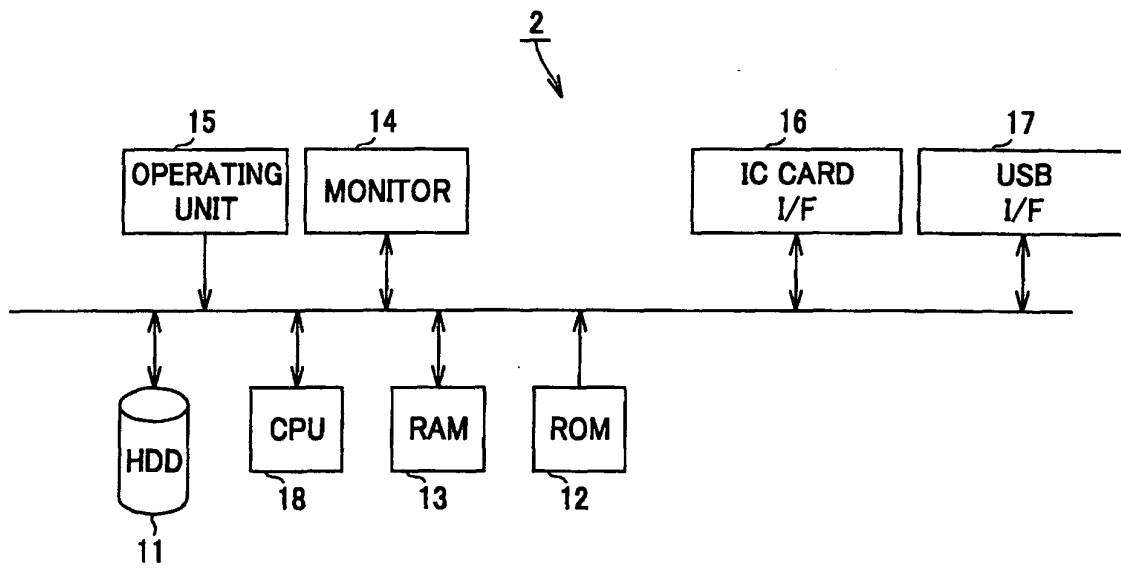 2
15
14
16
17
OPERATING
UNIT
MONITOR
IC CARD
I/F
USB
I/F
HDD
CPU
RAM
ROM
11
18
13
12